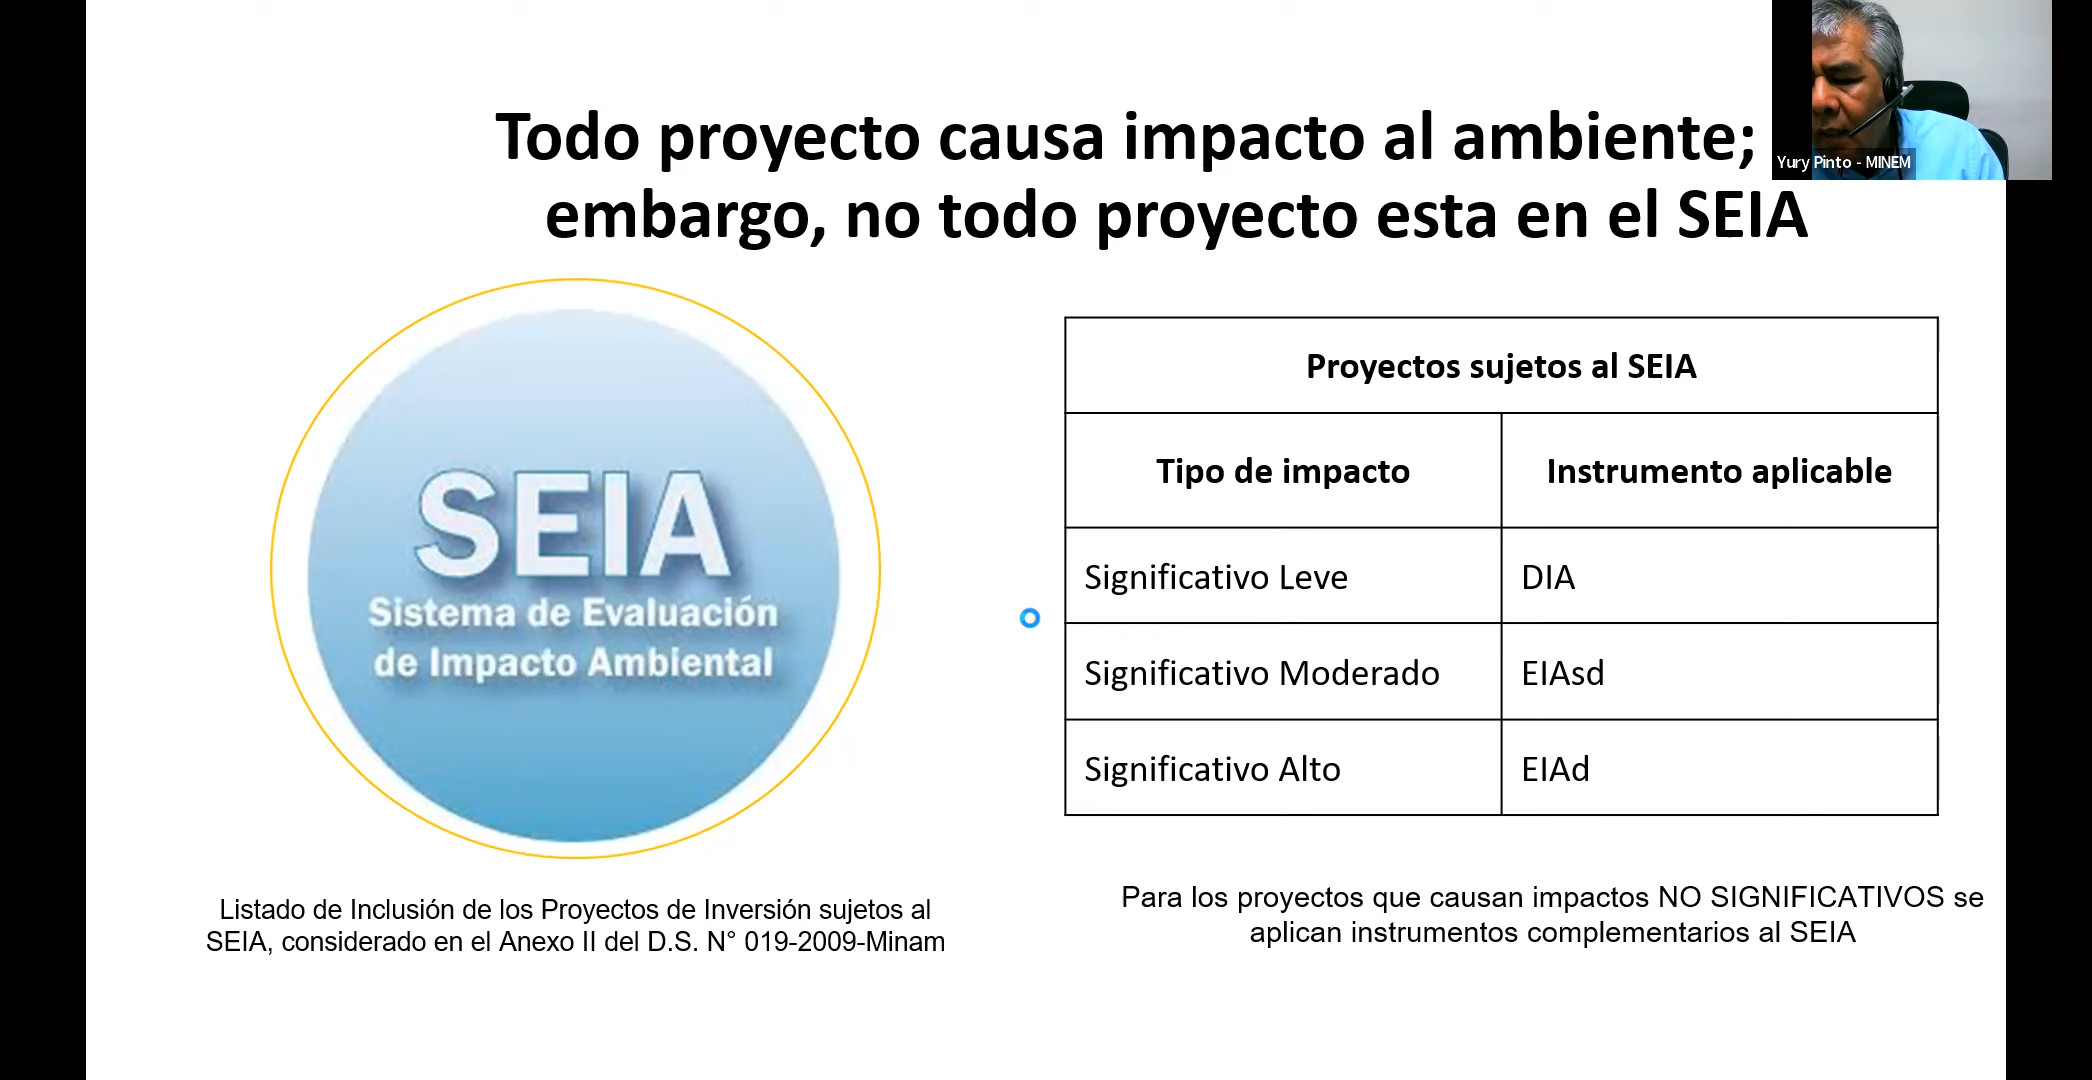 Todo proyecto causa impacto al ambiente;
embargo, no todo proyecto esta en el SEIA
Yury Pinto - MINEM
SEIA
Sistema de Evaluación
de Impacto Ambiental
Listado de Inclusión de los Proyectos de Inversión sujetos al
SEIA, considerado en el Anexo II del D.S. N° 019-2009-Minam
Proyectos sujetos al SEIA
Tipo de impacto
Instrumento aplicable
Significativo Leve
DIA
Significativo Moderado
EIAsd
Significativo Alto
EIAd
Para los proyectos que causan impactos NO SIGNIFICATIVOS se
aplican instrumentos complementarios al SEIA